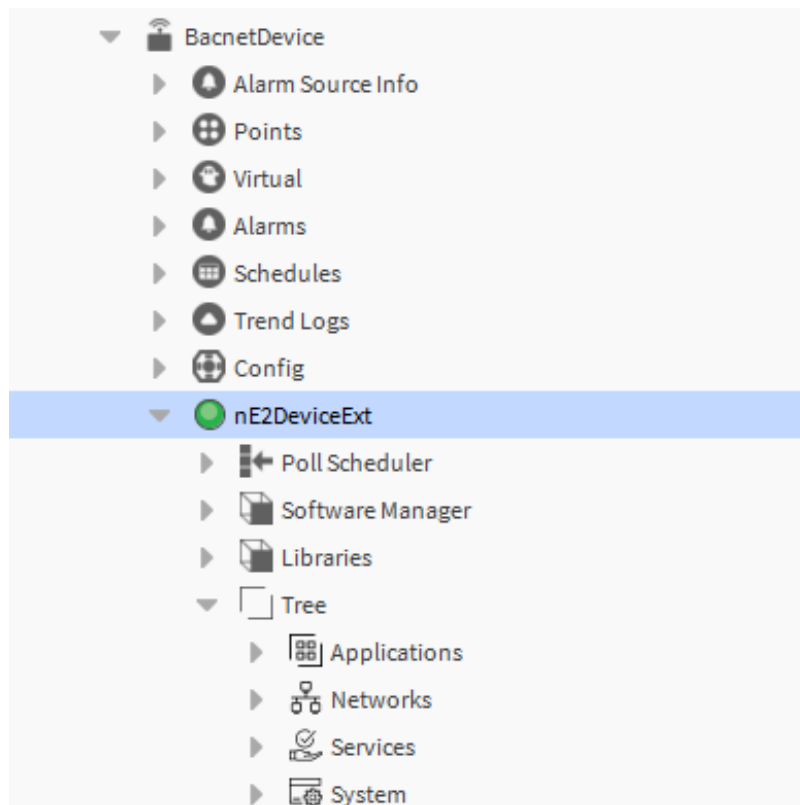 BacnetDevice
Alarm Source Info
Points
Virtual
Alarms
Schedules
Trend Logs
Config
nE2DeviceExt
Poll Scheduler
Software Manager
Libraries
Tree
Applications
Networks
Services
System